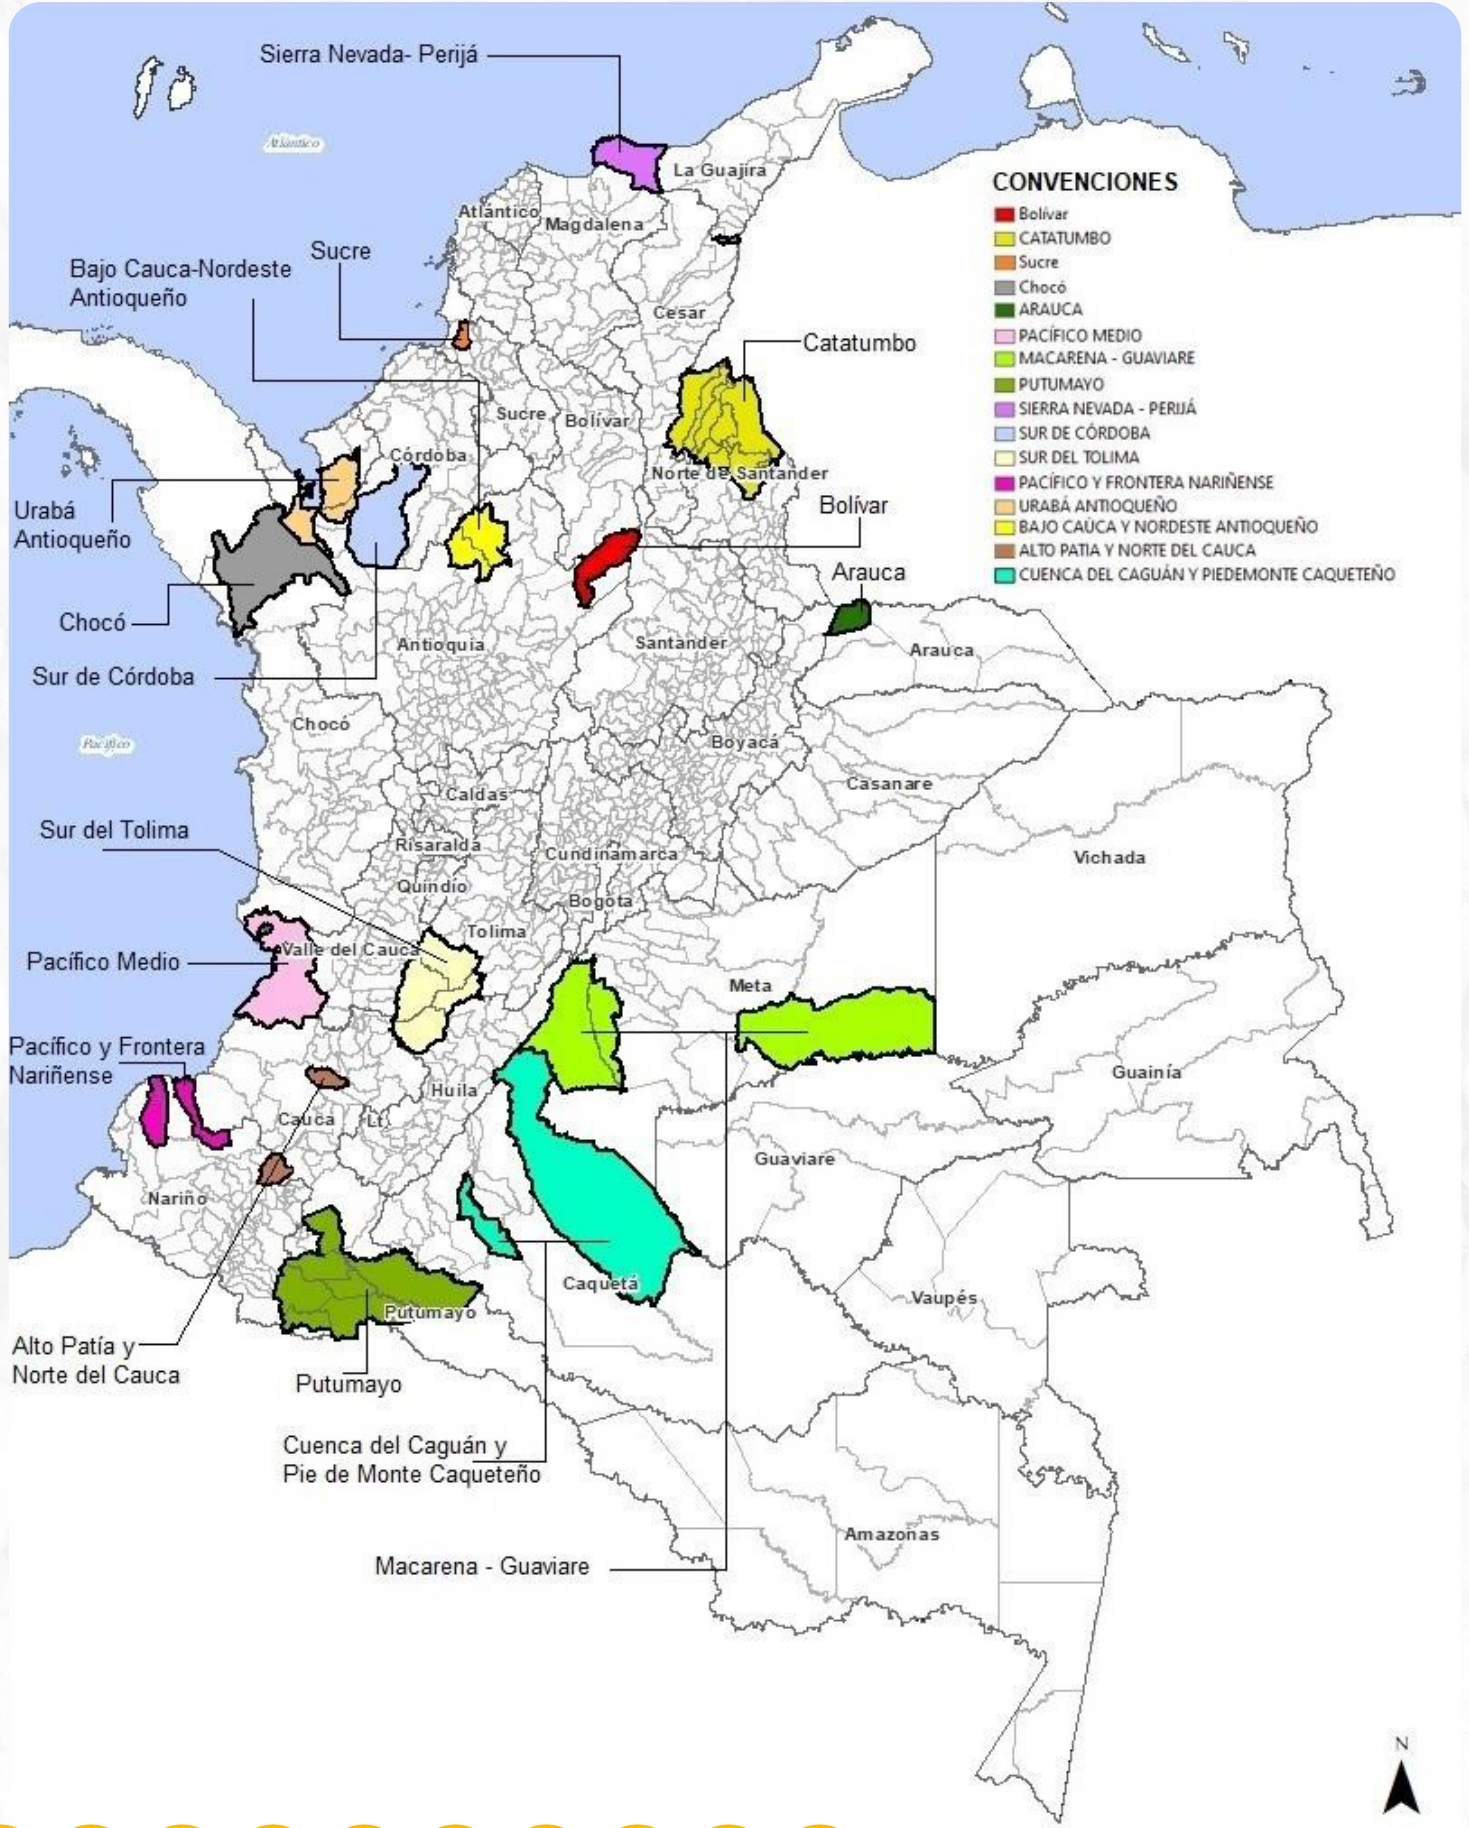 Sierra Nevada- Perijá
Atlántico
La Guajira
CONVENCIONES
Bolívar
CATATUMBO
Sucre
Chocó
ARAUCA
PACÍFICO MEDIO
MACARENA - GUAVIARE
PUTUMAYO
SIERRA NEVADA - PERIJÁ
SUR DE CÓRDOBA
SUR DEL TOLIMA
PACÍFICO Y FRONTERA NARIÑENSE
URABÁ ANTIOQUEÑO
BAJO CAUCA Y NORDESTE ANTIOQUEÑO
ALTO PATIA Y NORTE DEL CAUCA
CUENCA DEL CAGUÁN Y PIEDEMONTE CAQUETEÑO
Atlántico
Magdalena
Sucre
Bajo Cauca-Nordeste
Antioqueño
Cesar
Catatumbo
Sucre
Bolívar
Córdoba
Norte de Santander
Bolívar
Urabá
Antioqueño
Arauca
Chocó
Antioquia
Santander
Arauca
Sur de Córdoba
Chocó
Pacífico
Boyacá
Casanare
Caldas
Sur del Tolima
Risaralda
Cundinamarca
Vichada
Quindío
Bogota
Tolima
Valle del Cauca
Pacífico Medio
Meta
Pacífico y Frontera
Nariñense
Guainía
Huila
Cauca
Lt.
Guaviare
Nariño
Caquetá
Vaupés
Putumayo
Alto Patía y
Norte del Cauca
Putumayo
Cuenca del Caguán y
Pie de Monte Caqueteño
Amazonas
Macarena - Guaviare
N